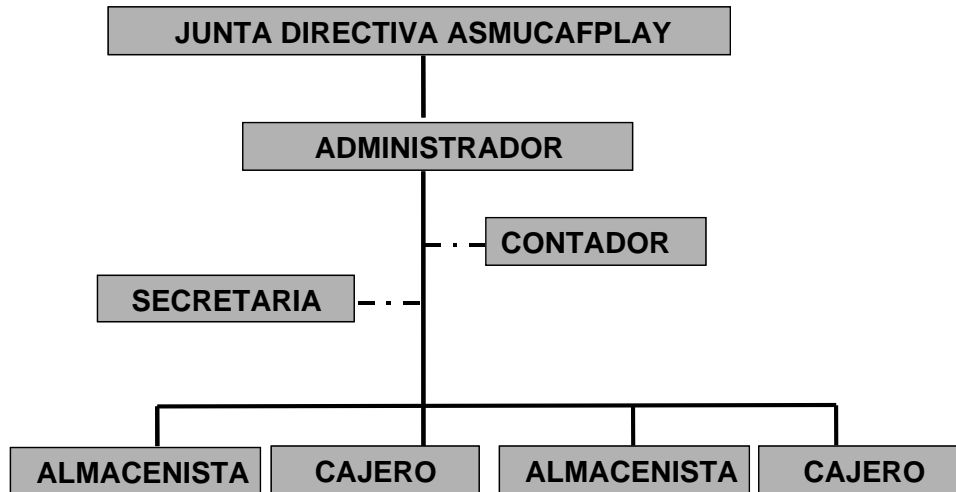 JUNTA DIRECTIVA ASMUCAFPLAY
ADMINISTRADOR
CONTADOR
SECRETARIA
ALMACENISTA
CAJERO
ALMACENISTA
CAJERO